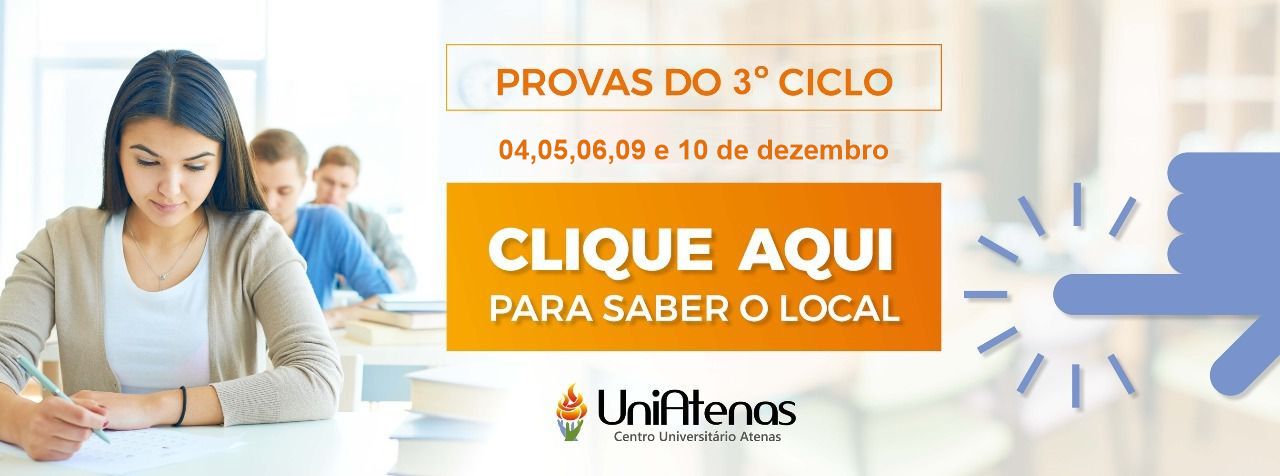 PROVAS DO 3º CICLO
04,05,06,09 e 10 de dezembro
CLIQUE AQUI
PARA SABER O LOCAL
UniAtenas
Centro Universitário Atenas